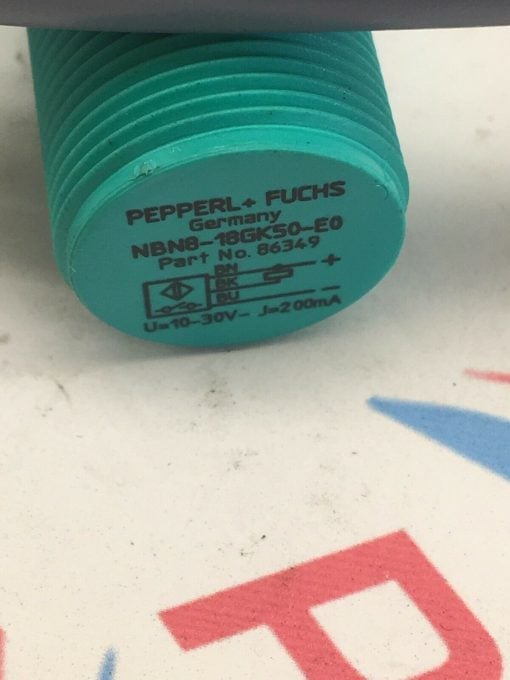 PEPPERL+ FUCHS
Germany
NBN8-18GK50-E0
Part No. 86349
BN +
BK
BU -
U=10-30V- J=200mA
P